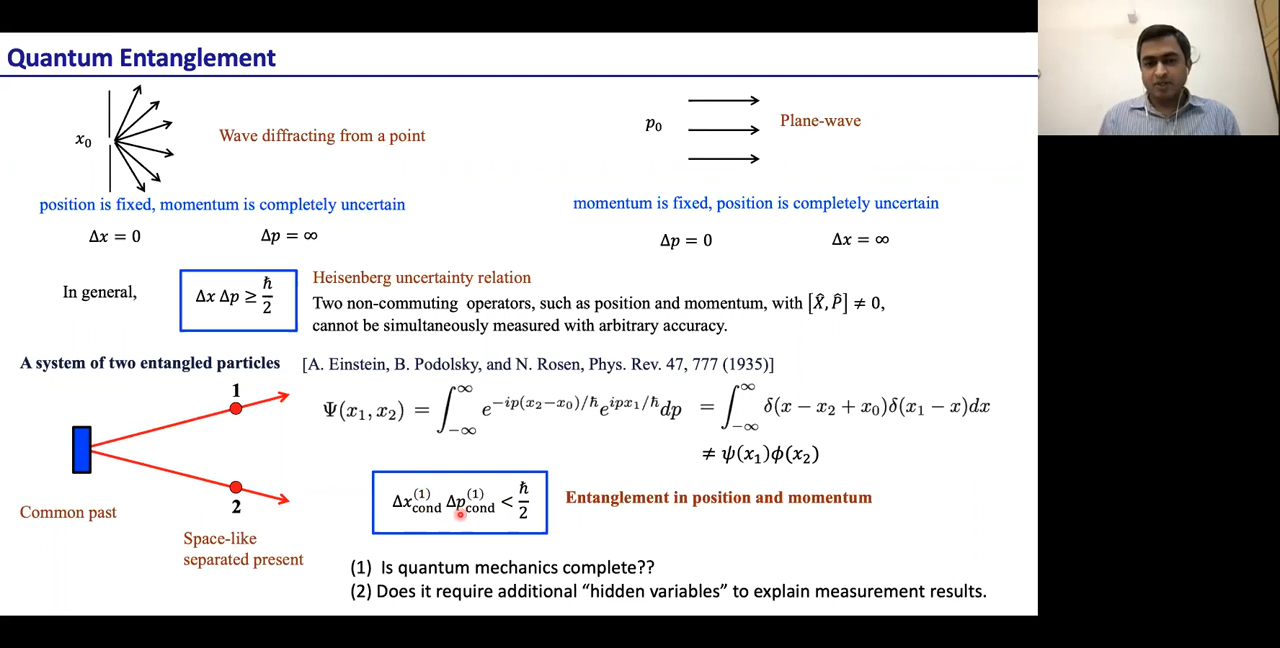 Quantum Entanglement
x₀
Wave diffracting from a point
p₀
Plane-wave
position is fixed, momentum is completely uncertain
momentum is fixed, position is completely uncertain
Δx = 0
Δp = ∞
Δp = 0
Δx = ∞
In general,
Δx Δp ≥ ℏ/2
Heisenberg uncertainty relation
Two non-commuting operators, such as position and momentum, with [X̂, P̂] ≠ 0,
cannot be simultaneously measured with arbitrary accuracy.
A system of two entangled particles
[A. Einstein, B. Podolsky, and N. Rosen, Phys. Rev. 47, 777 (1935)]
1
Ψ(x₁, x₂) = ∫_{−∞}^{∞} e^{−ip(x₂−x₀)/ℏ} e^{ipx₁/ℏ} dp = ∫_{−∞}^{∞} δ(x − x₂ + x₀)δ(x₁ − x)dx
≠ ψ(x₁)ϕ(x₂)
2
Common past
Space-like
separated present
Δx_cond^(1) Δp_cond^(1) < ℏ/2
Entanglement in position and momentum
(1) Is quantum mechanics complete??
(2) Does it require additional “hidden variables” to explain measurement results.